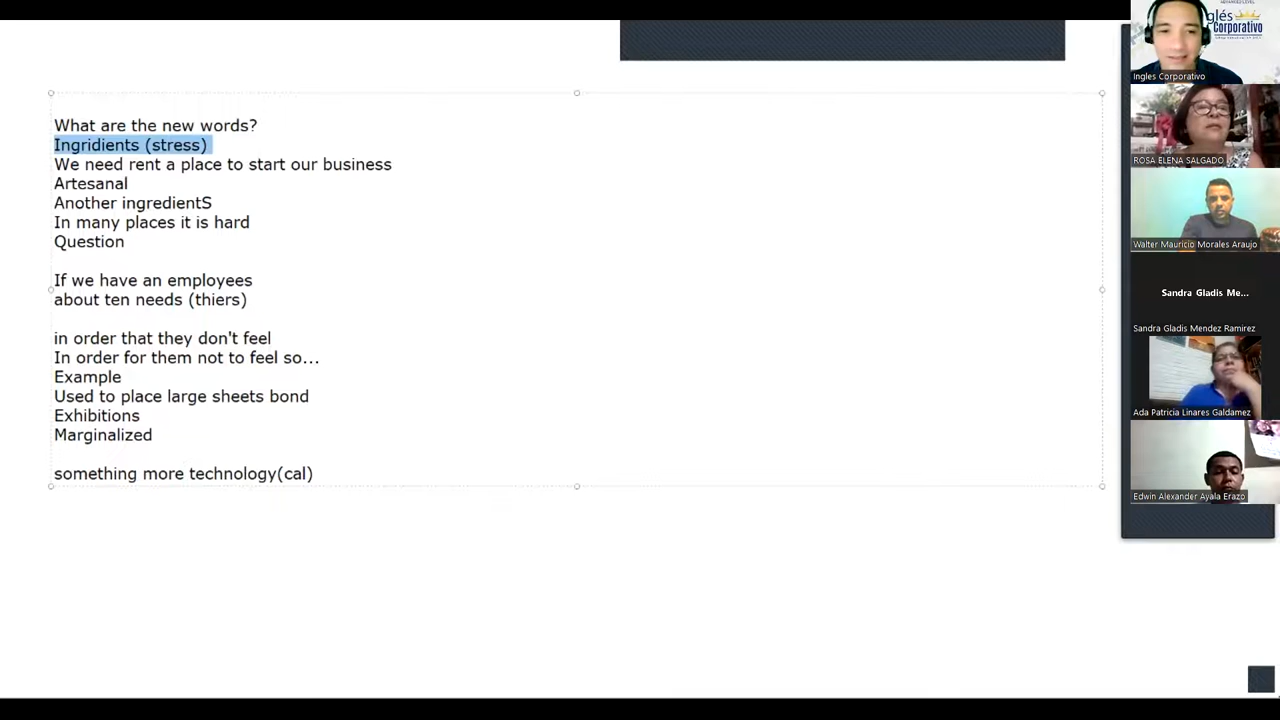 What are the new words?
Ingridients (stress)
We need rent a place to start our business
Artesanal
Another ingredientS
In many places it is hard
Question
If we have an employees
about ten needs (thiers)
in order that they don't feel
In order for them not to feel so...
Example
Used to place large sheets bond
Exhibitions
Marginalized
something more technology(cal)
glés
Corporativo
Ingles Corporativo
ROSA ELENA SALGADO
Walter Mauricio Morales Araujo
Sandra Gladis Me...
Sandra Gladis Mendez Ramirez
Ada Patricia Linares Galdamez
Edwin Alexander Ayala Erazo